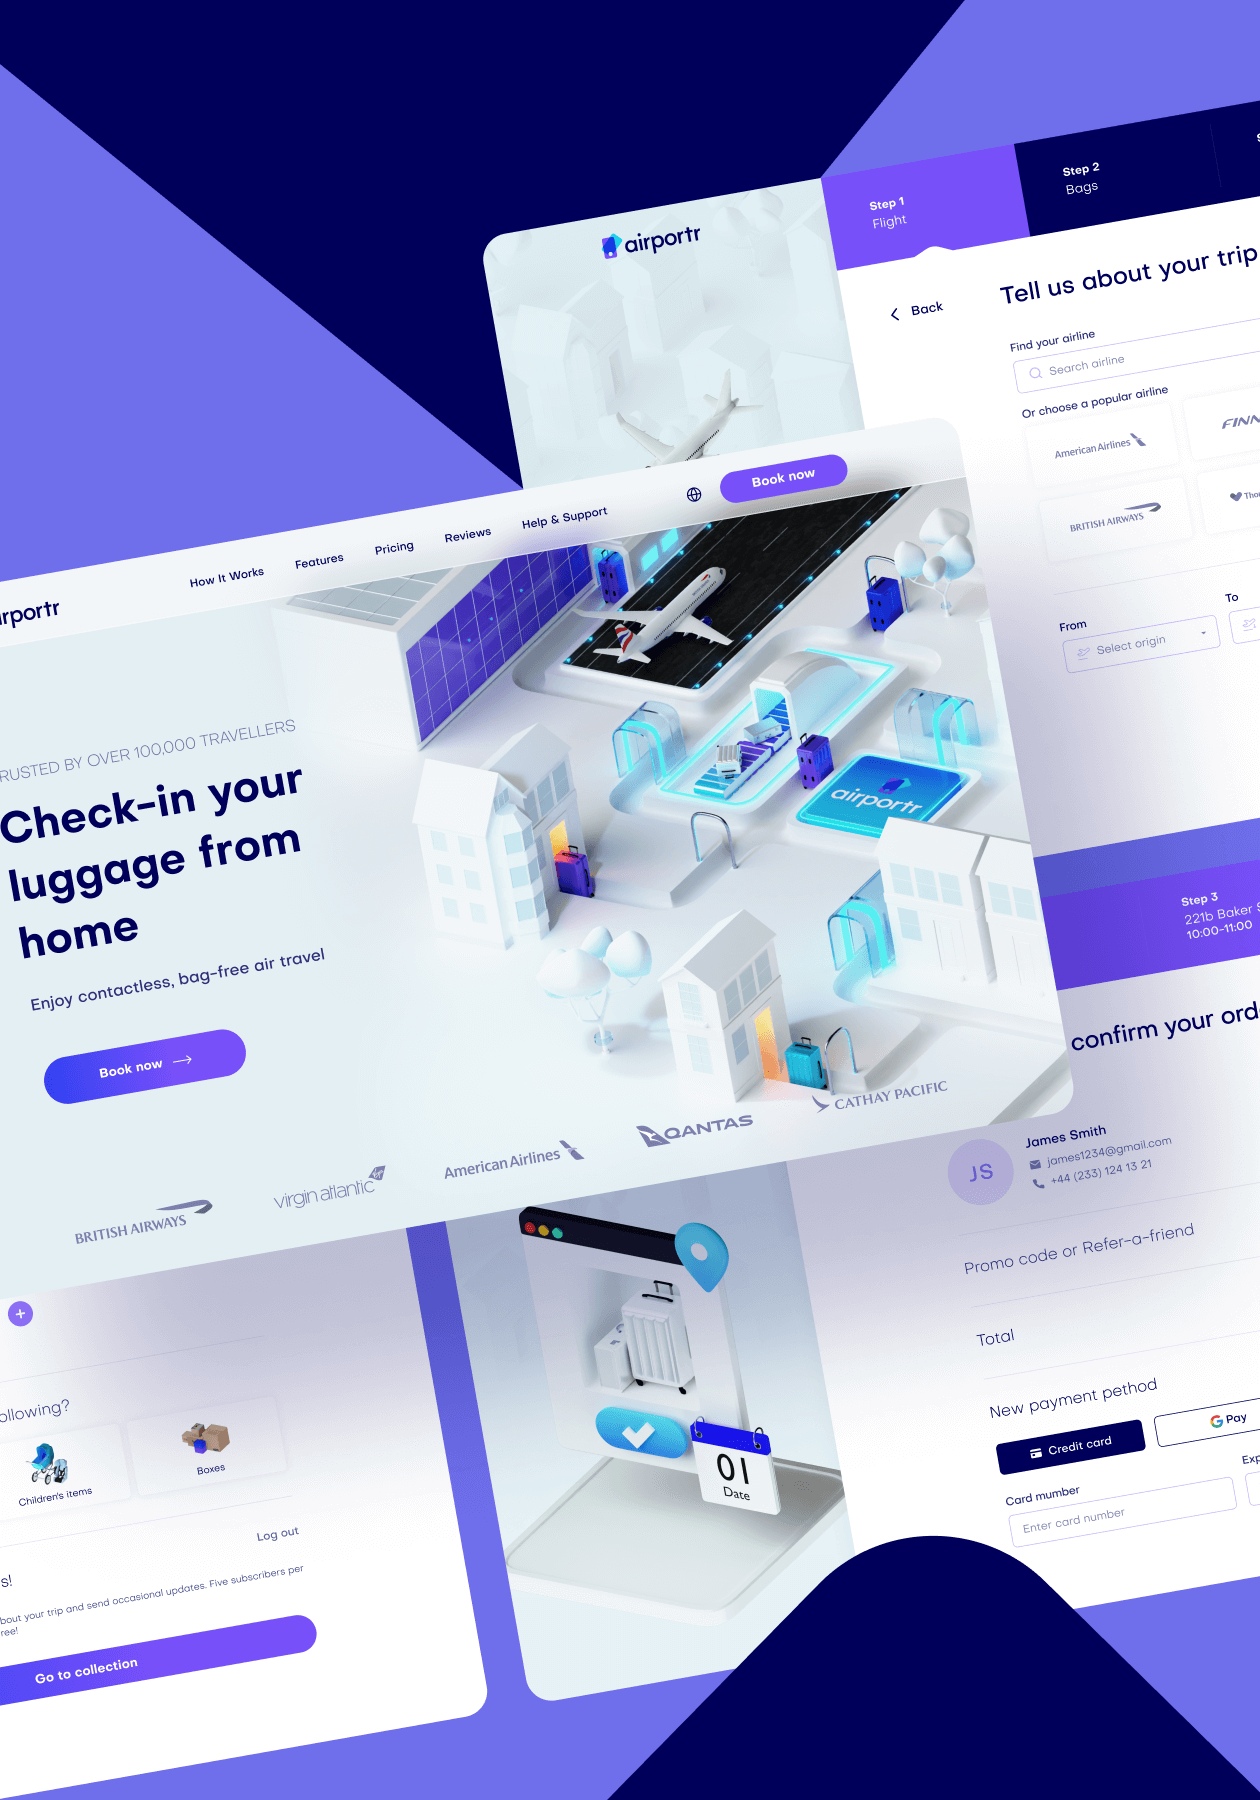 airportr
Step 1
Flight
Step 2
Bags
Back
Tell us about your trip
Find your airline
Search airline
Or choose a popular airline
American Airlines
FINN
BRITISH AIRWAYS
Thom
From
Select origin
To
irportr
How It Works
Features
Pricing
Reviews
Help & Support
Book now
RUSTED BY OVER 100,000 TRAVELLERS
Check-in your
luggage from
home
Enjoy contactless, bag-free air travel
Book now
airportr
BRITISH AIRWAYS
virgin atlantic
American Airlines
QANTAS
CATHAY PACIFIC
Step 3
221b Baker S
10:00-11:00
confirm your ord
JS
James Smith
james1234@gmail.com
+44 (233) 124 13 21
Promo code or Refer-a-friend
Total
New payment pethod
Credit card
G Pay
Card mumber
Exp
Enter card number
01
Date
ollowing?
Children's items
Boxes
Log out
s!
bout your trip and send occasional updates. Five subscribers per
ree!
Go to collection